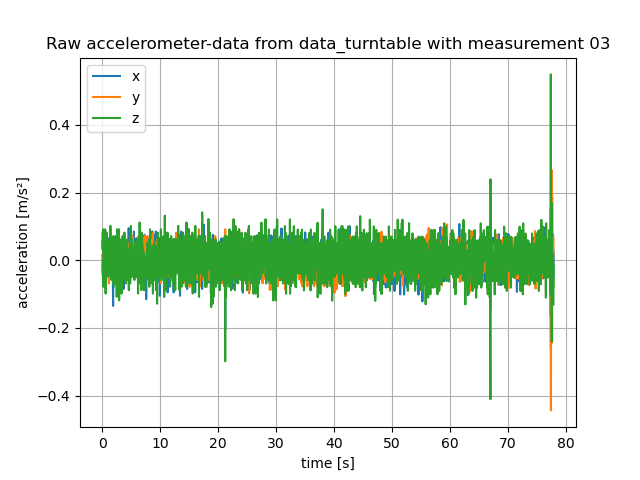 Raw accelerometer-data from data_turntable with measurement 03
x
y
z
acceleration [m/s²]
0.4
0.2
0.0
−0.2
−0.4
0 10 20 30 40 50 60 70 80
time [s]